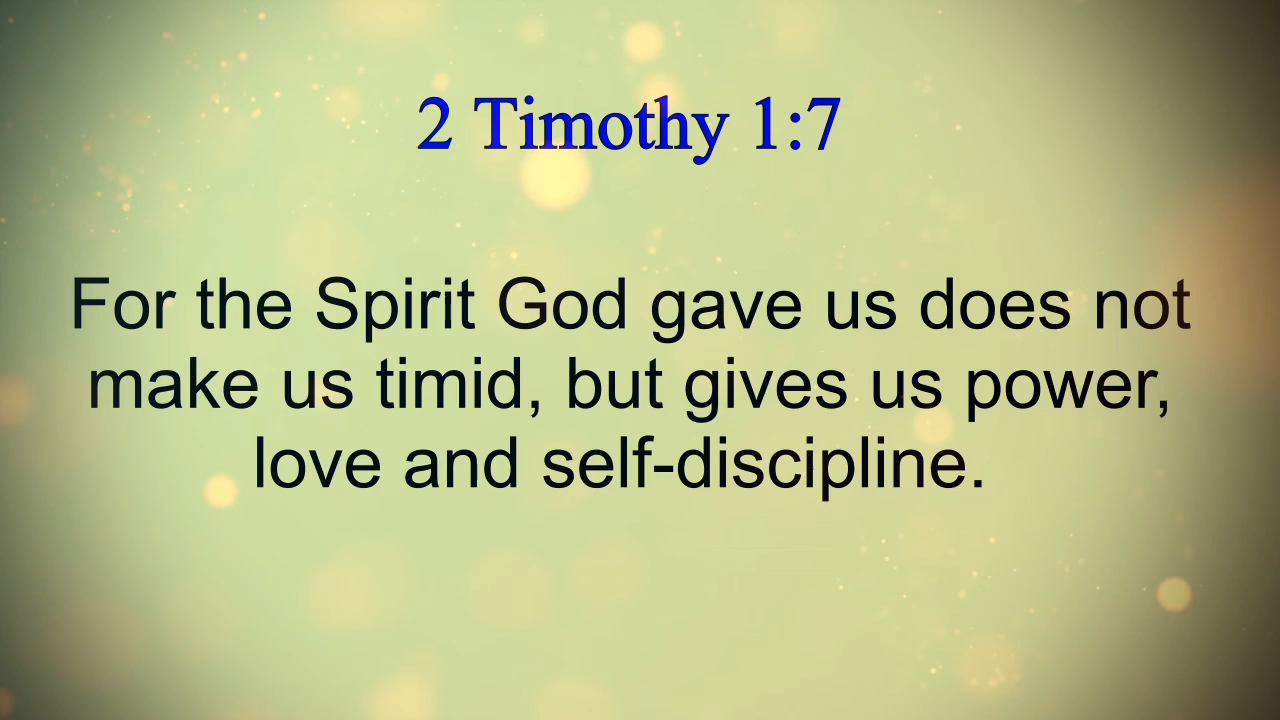 2 Timothy 1:7
For the Spirit God gave us does not
make us timid, but gives us power,
love and self-discipline.